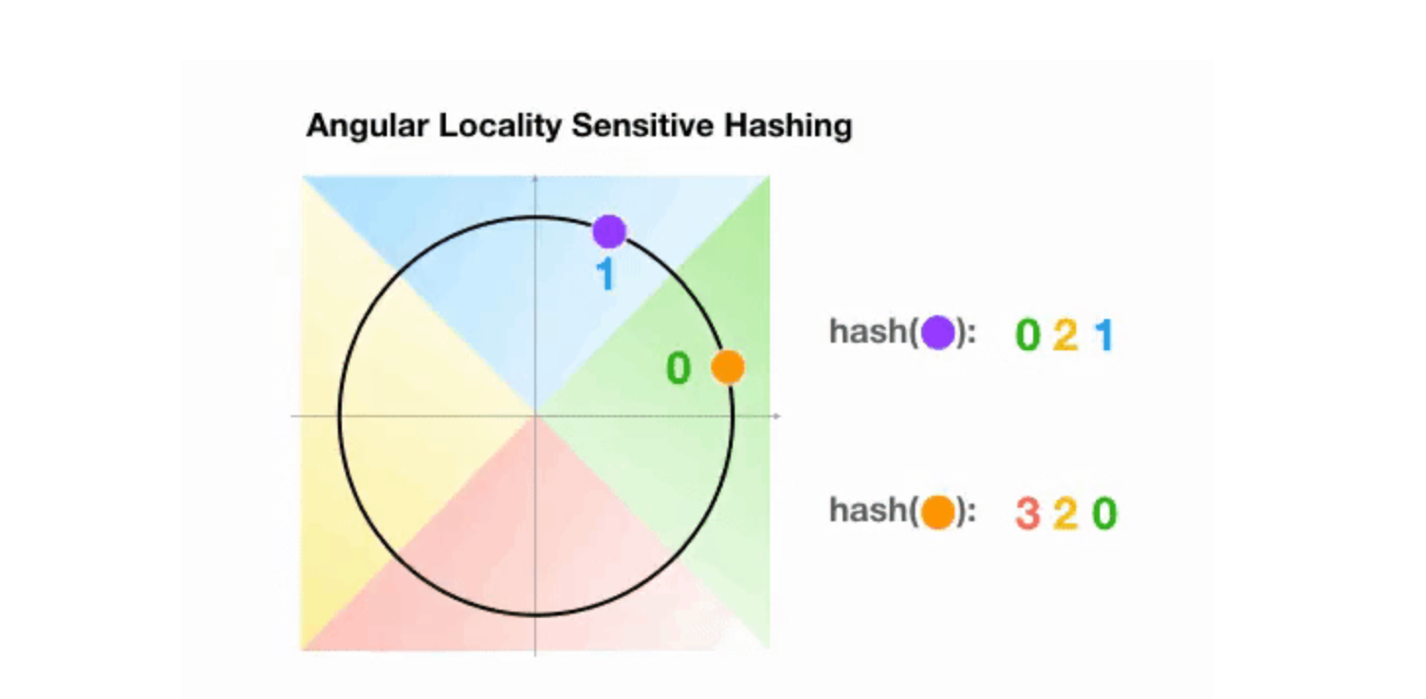 Angular Locality Sensitive Hashing
1
0
hash( ): 0 2 1
hash( ): 3 2 0